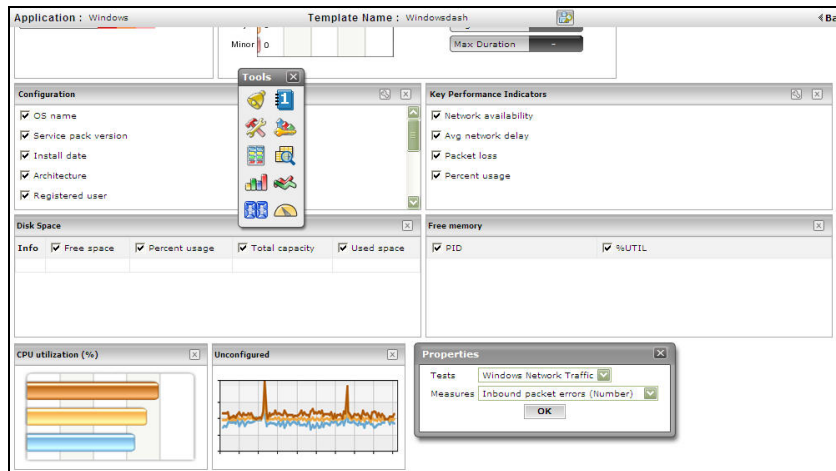 Application : Windows Template Name : Windowsdash
Minor 0
Max Duration -
Tools
1
Configuration
OS name
Service pack version
Install date
Architecture
Registered user
Key Performance Indicators
Network availability
Avg network delay
Packet loss
Percent usage
Disk Space
Info Free space Percent usage Total capacity Used space
Free memory
PID %UTIL
CPU utilization (%)
Unconfigured
Properties
Tests Windows Network Traffic
Measures Inbound packet errors (Number)
OK